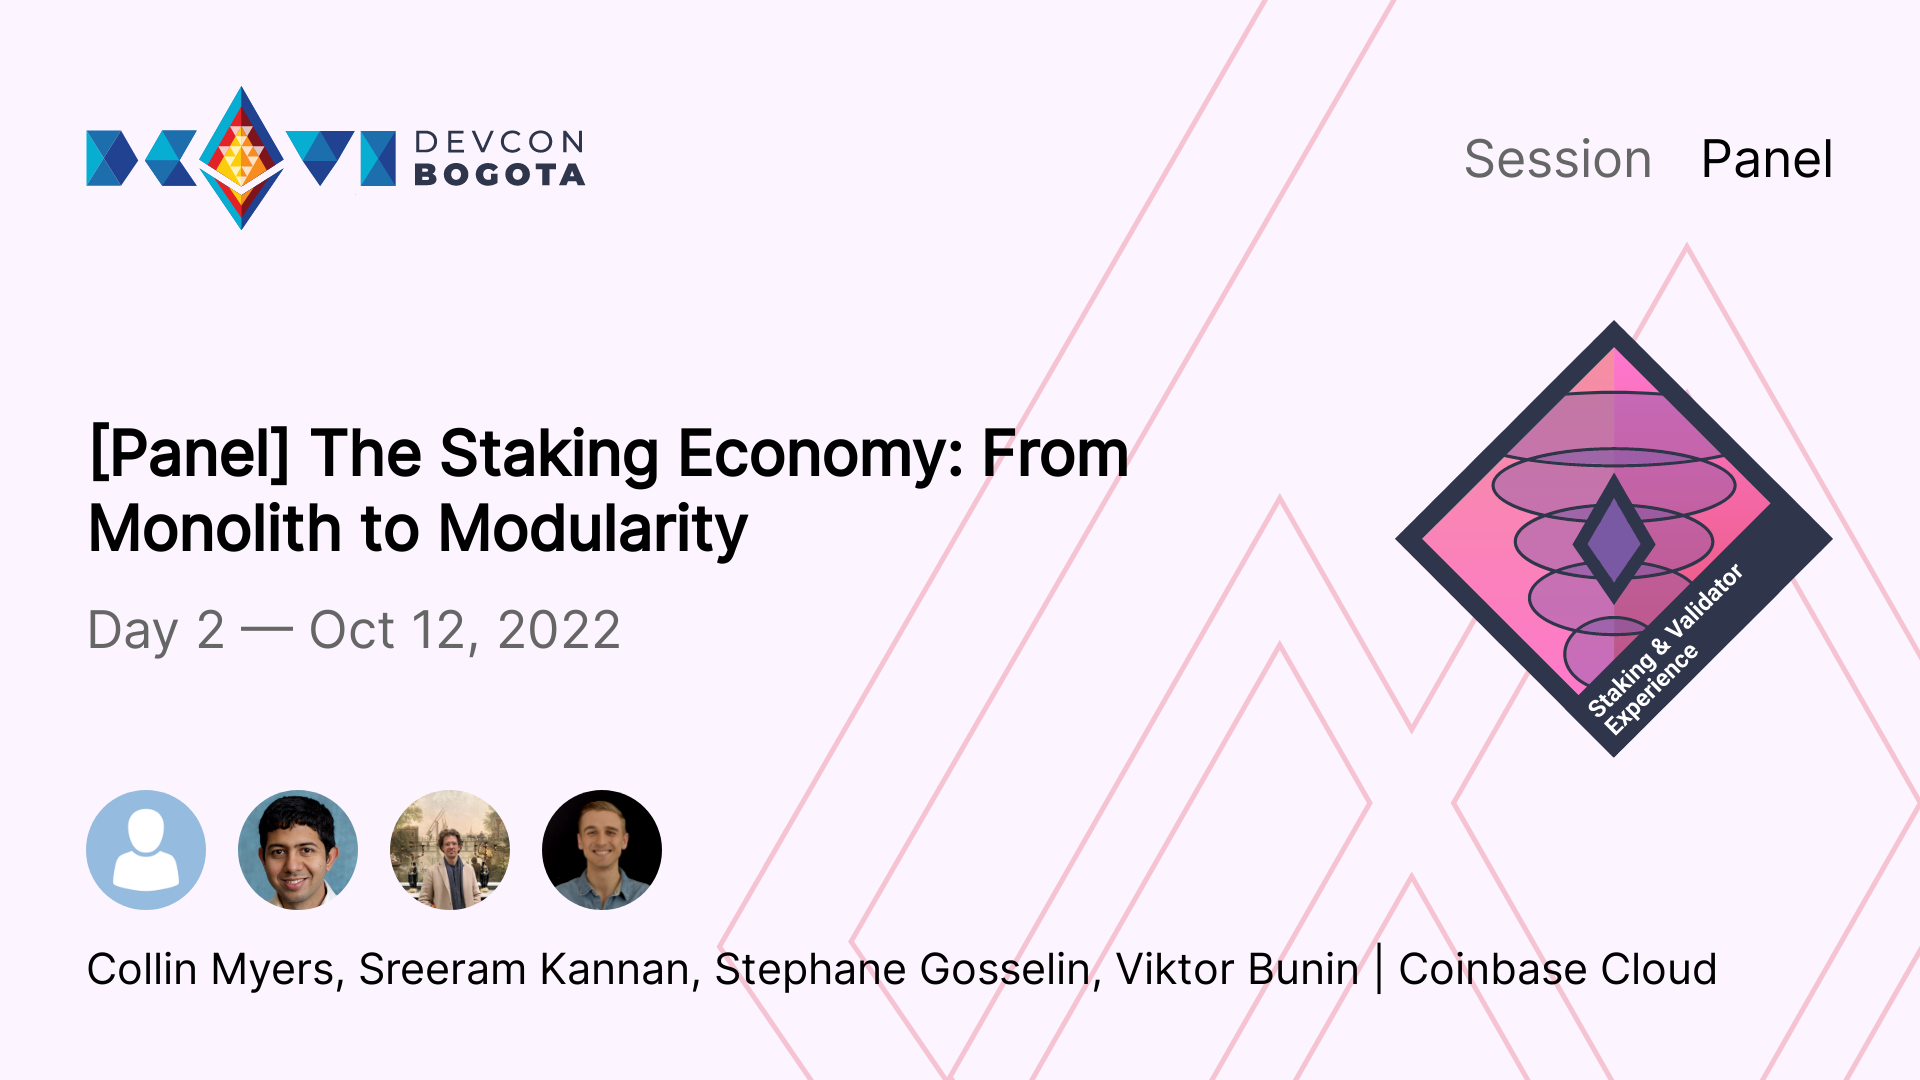 DEVCON
BOGOTA
Session Panel
[Panel] The Staking Economy: From
Monolith to Modularity
Day 2 — Oct 12, 2022
Staking & Validator
Experience
Collin Myers, Sreeram Kannan, Stephane Gosselin, Viktor Bunin | Coinbase Cloud